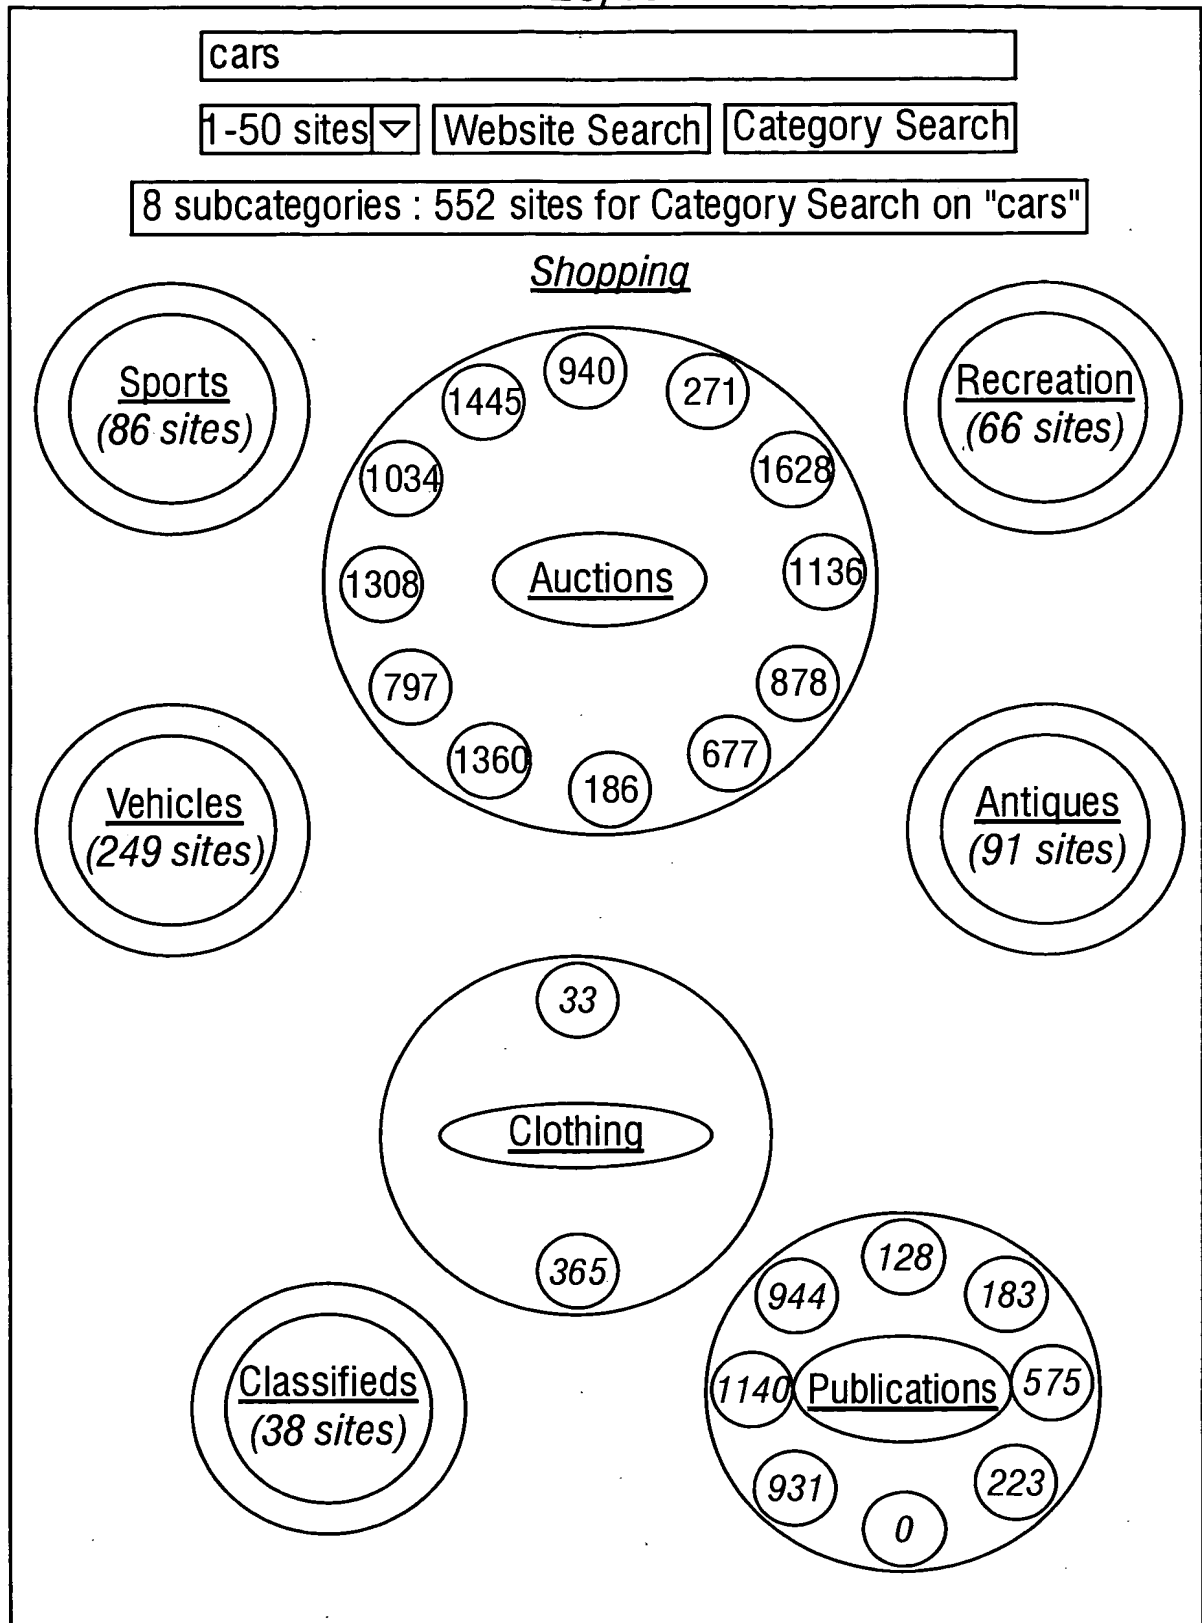 cars
1-50 sites Website Search Category Search
8 subcategories : 552 sites for Category Search on "cars"
Shopping
Sports
(86 sites)
940
271
1445
1034
1628
1308
Auctions
1136
797
878
1360
186
677
Recreation
(66 sites)
Vehicles
(249 sites)
Antiques
(91 sites)
33
Clothing
365
Classifieds
(38 sites)
128
944
183
1140
Publications
575
931
223
0